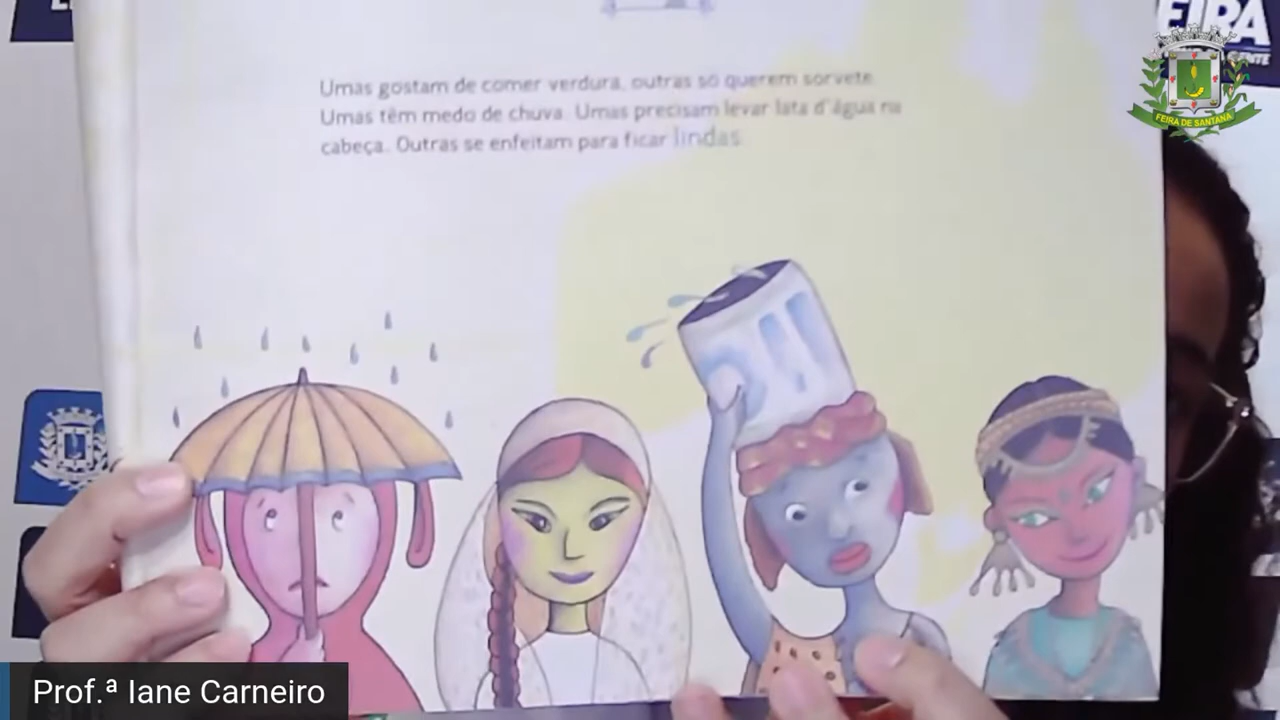 EIRA
FEIRA DE SANTANA
Umas gostam de comer verdura, outras só querem sorvete.
Umas têm medo de chuva. Umas precisam levar lata d'água na
cabeça. Outras se enfeitam para ficar lindas.
Prof.ª Iane Carneiro